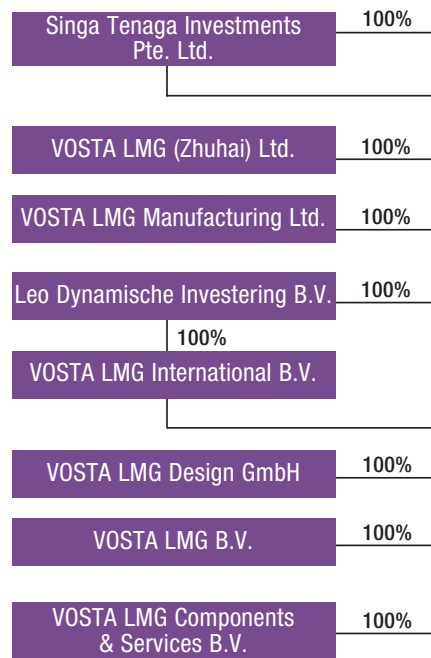 Singa Tenaga Investments
Pte. Ltd.
100%
VOSTA LMG (Zhuhai) Ltd.
100%
VOSTA LMG Manufacturing Ltd.
100%
Leo Dynamische Investering B.V.
100%
100%
VOSTA LMG International B.V.
VOSTA LMG Design GmbH
100%
VOSTA LMG B.V.
100%
VOSTA LMG Components
& Services B.V.
100%